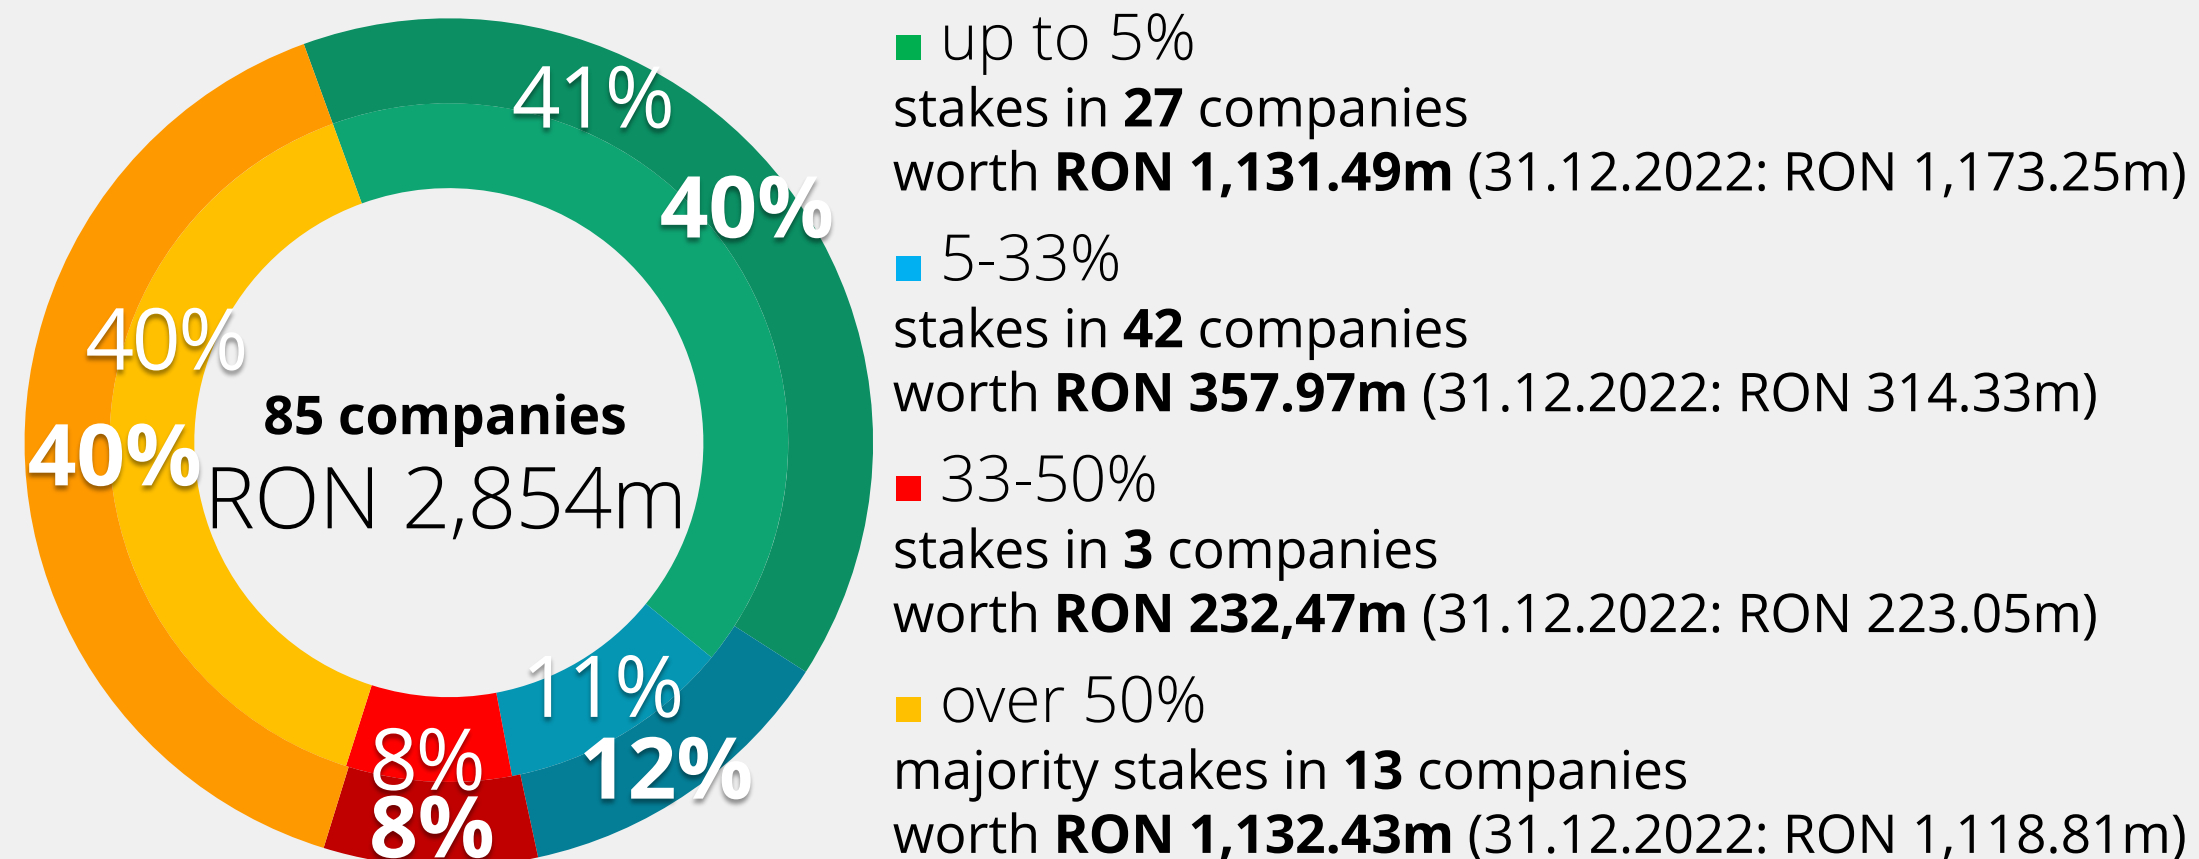 41%
40%
40%
40%
85 companies
RON 2,854m
11%
12%
8%
8%
up to 5%
stakes in 27 companies
worth RON 1,131.49m (31.12.2022: RON 1,173.25m)
5-33%
stakes in 42 companies
worth RON 357.97m (31.12.2022: RON 314.33m)
33-50%
stakes in 3 companies
worth RON 232,47m (31.12.2022: RON 223.05m)
over 50%
majority stakes in 13 companies
worth RON 1,132.43m (31.12.2022: RON 1,118.81m)